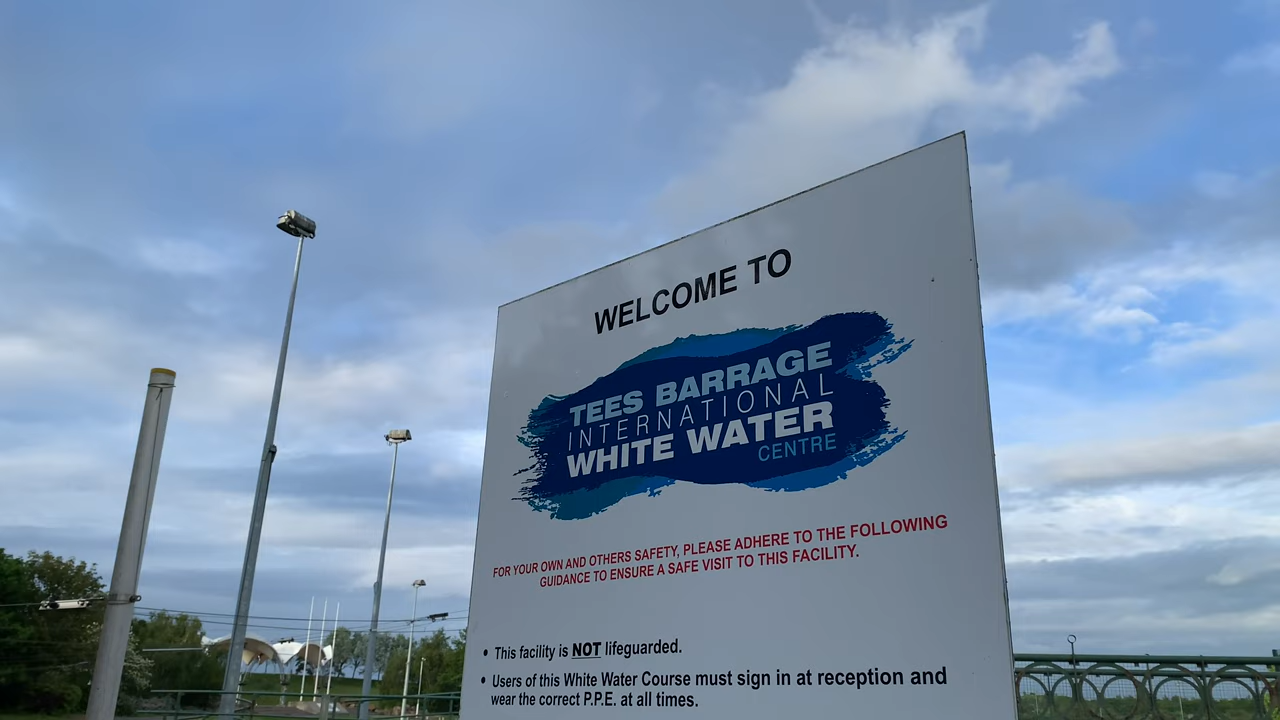 WELCOME TO
TEES BARRAGE
INTERNATIONAL
WHITE WATER
CENTRE
FOR YOUR OWN AND OTHERS SAFETY, PLEASE ADHERE TO THE FOLLOWING
GUIDANCE TO ENSURE A SAFE VISIT TO THIS FACILITY.
• This facility is NOT lifeguarded.
• Users of this White Water Course must sign in at reception and
wear the correct P.P.E. at all times.